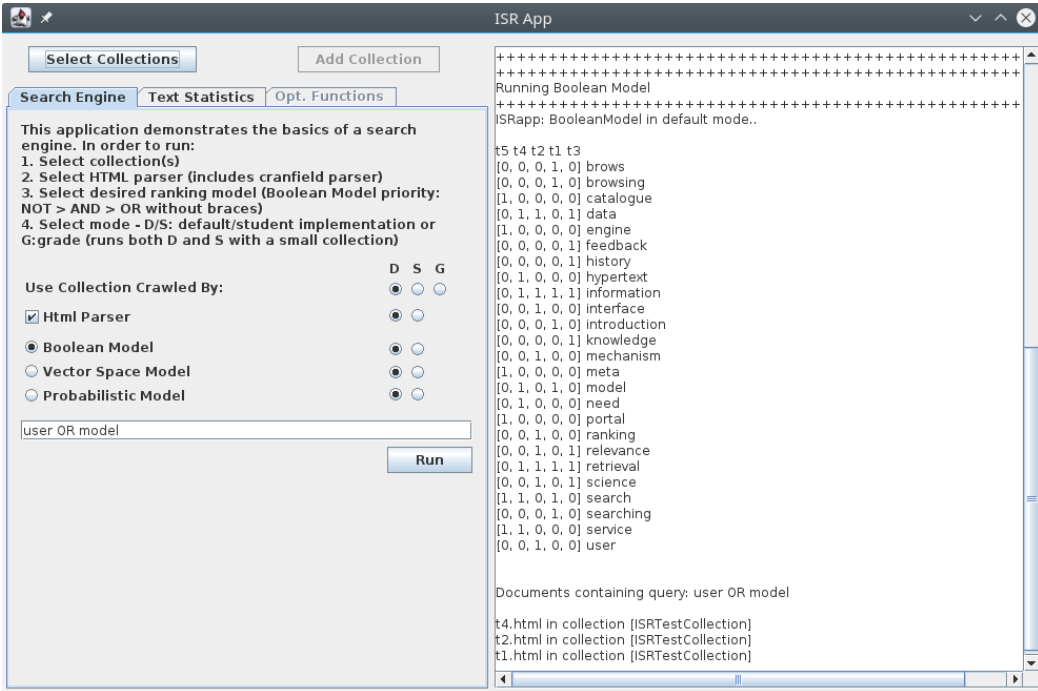 ISR App
Select Collections
Add Collection
Search Engine
Text Statistics
Opt. Functions
This application demonstrates the basics of a search
engine. In order to run:
1. Select collection(s)
2. Select HTML parser (includes cranfield parser)
3. Select desired ranking model (Boolean Model priority:
NOT > AND > OR without braces)
4. Select mode - D/S: default/student implementation or
G:grade (runs both D and S with a small collection)
D S G
Use Collection Crawled By:
Html Parser
Boolean Model
Vector Space Model
Probabilistic Model
user OR model
Run
++++++++++++++++++++++++++++++++++++++++++++++++++
++++++++++++++++++++++++++++++++++++++++++++++++++
Running Boolean Model
++++++++++++++++++++++++++++++++++++++++++++++++++
ISRapp: BooleanModel in default mode..
t5 t4 t2 t1 t3
[0, 0, 0, 1, 0] brows
[0, 0, 0, 1, 0] browsing
[1, 0, 0, 0, 0] catalogue
[0, 1, 1, 0, 1] data
[1, 0, 0, 0, 0] engine
[0, 0, 0, 0, 1] feedback
[0, 0, 0, 0, 1] history
[0, 1, 0, 0, 0] hypertext
[0, 1, 1, 1, 1] information
[0, 0, 1, 0, 0] interface
[0, 0, 0, 1, 0] introduction
[0, 0, 0, 0, 1] knowledge
[0, 0, 1, 0, 0] mechanism
[1, 0, 0, 0, 0] meta
[0, 1, 0, 1, 0] model
[0, 1, 0, 0, 0] need
[1, 0, 0, 0, 0] portal
[0, 0, 1, 0, 0] ranking
[0, 0, 1, 0, 1] relevance
[0, 1, 1, 1, 1] retrieval
[0, 0, 1, 0, 1] science
[1, 1, 0, 1, 0] search
[0, 0, 0, 1, 0] searching
[1, 1, 0, 0, 0] service
[0, 0, 1, 0, 0] user
Documents containing query: user OR model
t4.html in collection [ISRTestCollection]
t2.html in collection [ISRTestCollection]
t1.html in collection [ISRTestCollection]